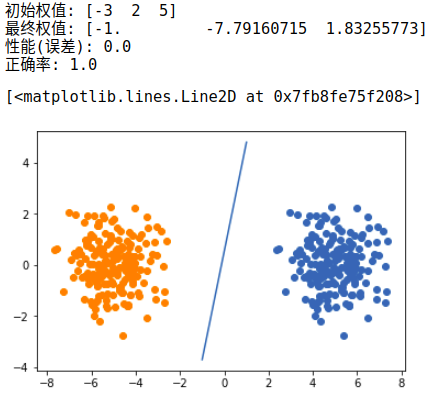 初始权值: [-3 2 5]
最终权值: [-1. -7.79160715 1.83255773]
性能(误差): 0.0
正确率: 1.0
[<matplotlib.lines.Line2D at 0x7fb8fe75f208>]
4
2
0
−2
−4
−8 −6 −4 −2 0 2 4 6 8